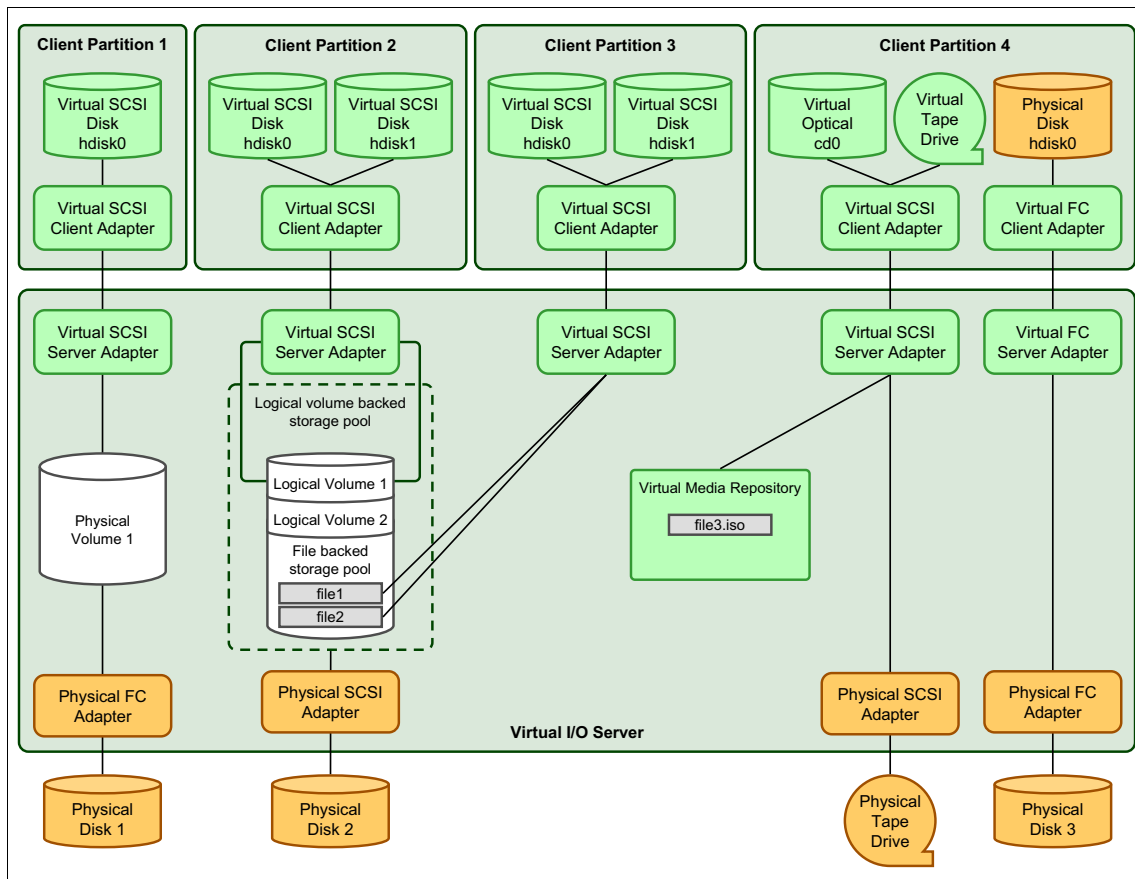 Client Partition 1
Client Partition 2
Client Partition 3
Client Partition 4
Virtual SCSI
Disk
hdisk0
Virtual SCSI
Disk
hdisk0
Virtual SCSI
Disk
hdisk1
Virtual SCSI
Disk
hdisk0
Virtual SCSI
Disk
hdisk1
Virtual
Optical
cd0
Virtual
Tape
Drive
Physical
Disk
hdisk0
Virtual SCSI
Client Adapter
Virtual SCSI
Client Adapter
Virtual SCSI
Client Adapter
Virtual SCSI
Client Adapter
Virtual FC
Client Adapter
Virtual SCSI
Server Adapter
Virtual SCSI
Server Adapter
Virtual SCSI
Server Adapter
Virtual SCSI
Server Adapter
Virtual FC
Server Adapter
Logical volume backed
storage pool
Physical
Volume 1
Logical Volume 1
Logical Volume 2
File backed
storage pool
file1
file2
Virtual Media Repository
file3.iso
Physical FC
Adapter
Physical SCSI
Adapter
Physical SCSI
Adapter
Physical FC
Adapter
Virtual I/O Server
Physical
Disk 1
Physical
Disk 2
Physical
Tape
Drive
Physical
Disk 3